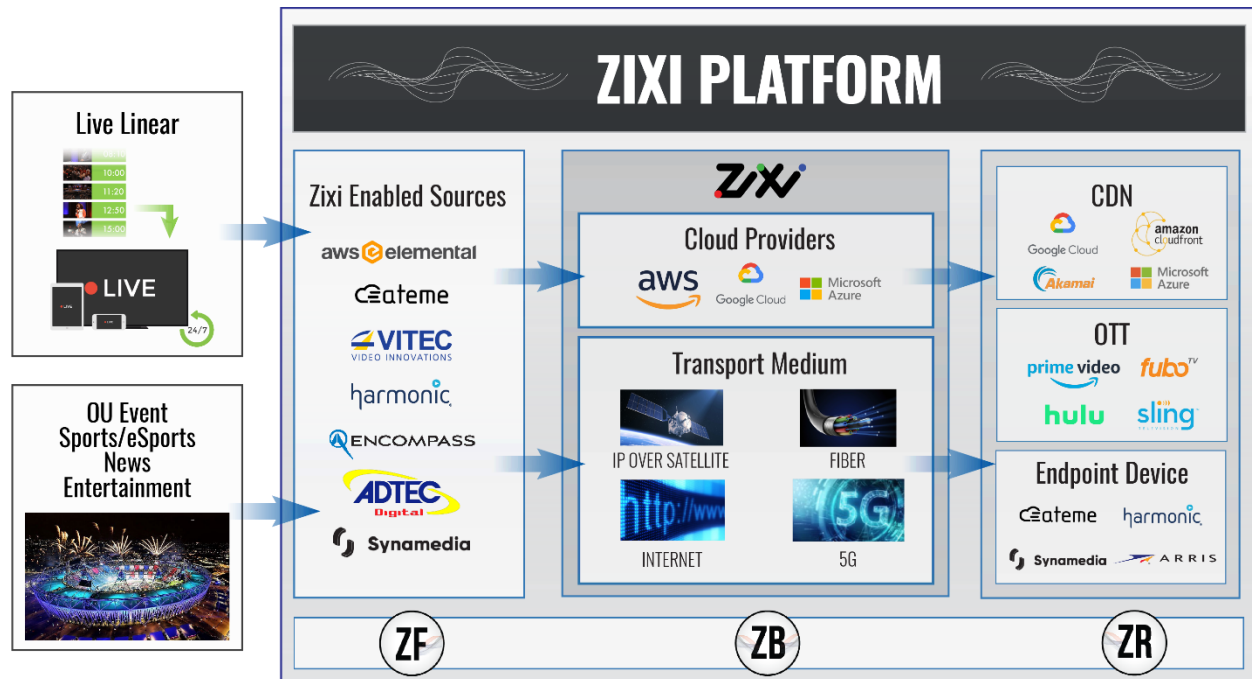 ZIXI PLATFORM
Live Linear
10:00
11:20
12:50
15:00
LIVE
24/7
OU Event
Sports/eSports
News
Entertainment
Zixi Enabled Sources
aws elemental
ateme
VITEC
VIDEO INNOVATIONS
harmonic
ENCOMPASS
ADTEC
Digital
Synamedia
ZiXi
Cloud Providers
aws
Google Cloud
Microsoft
Azure
Transport Medium
IP OVER SATELLITE
FIBER
http://www
5G
INTERNET
5G
CDN
Google Cloud
amazon
cloudfront
Akamai
Microsoft
Azure
OTT
prime video
fubo TV
hulu
sling
TELEVISION
Endpoint Device
ateme
harmonic
Synamedia
ARRIS
ZF
ZB
ZR